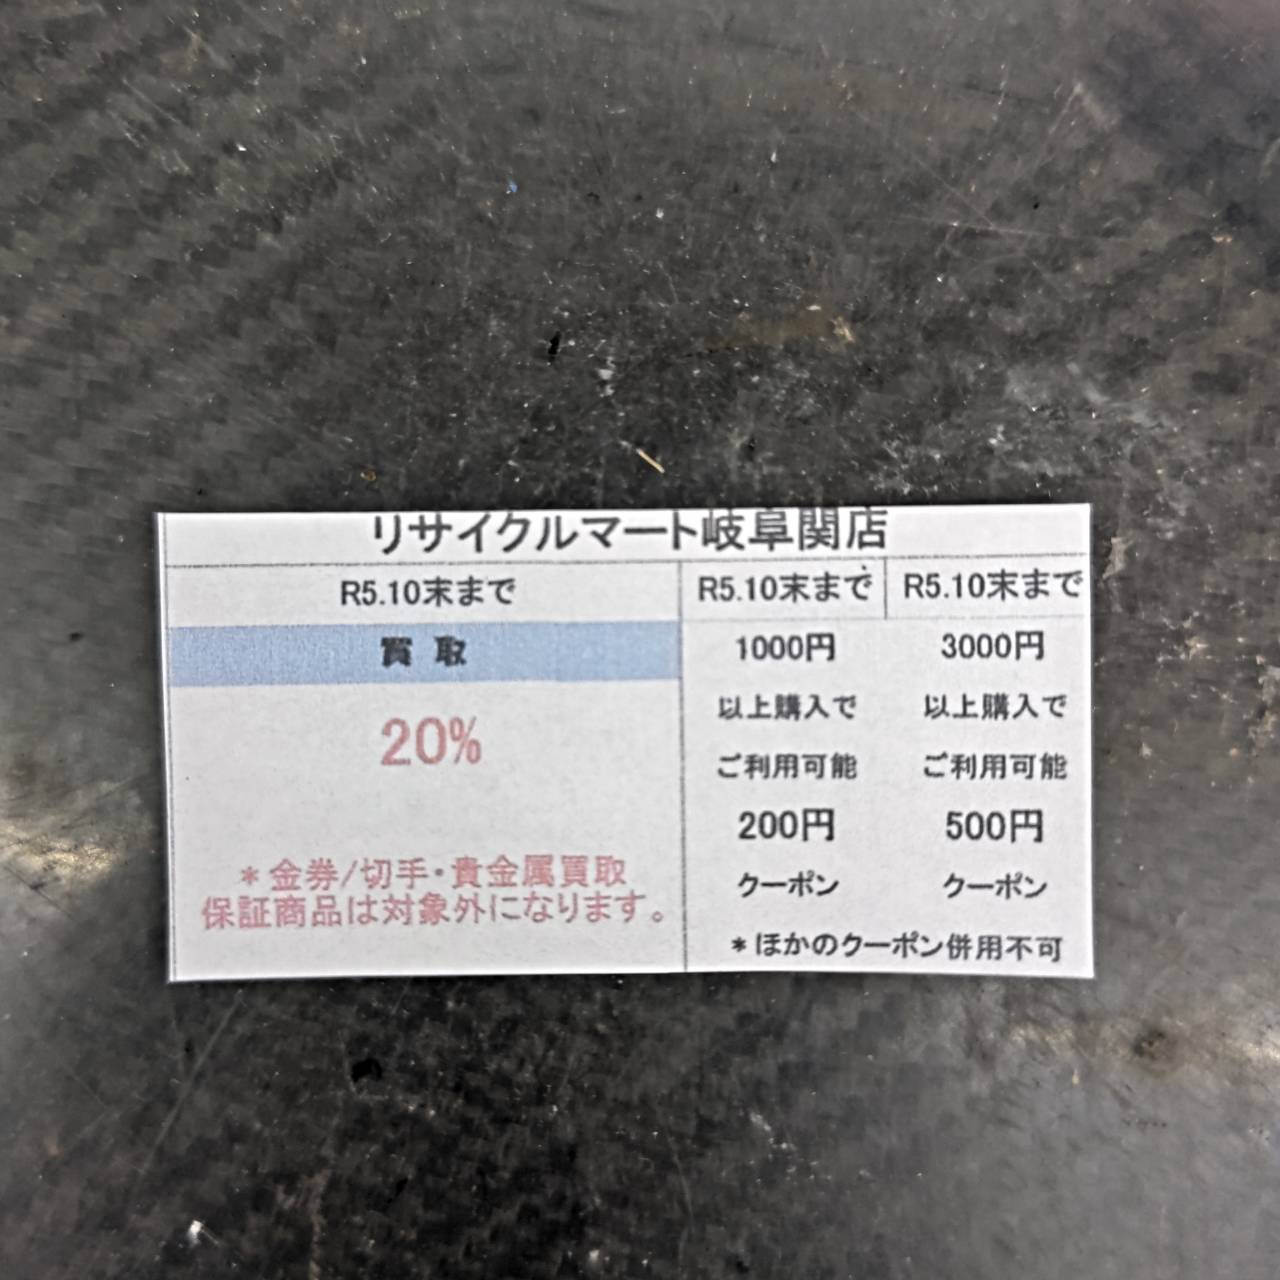 リサイクルマート岐阜関店
R5.10末まで
買 取
20%
＊金券/切手・貴金属買取
保証商品は対象外になります。
R5.10末まで
1000円
以上購入で
ご利用可能
200円
クーポン
R5.10末まで
3000円
以上購入で
ご利用可能
500円
クーポン
＊ほかのクーポン併用不可